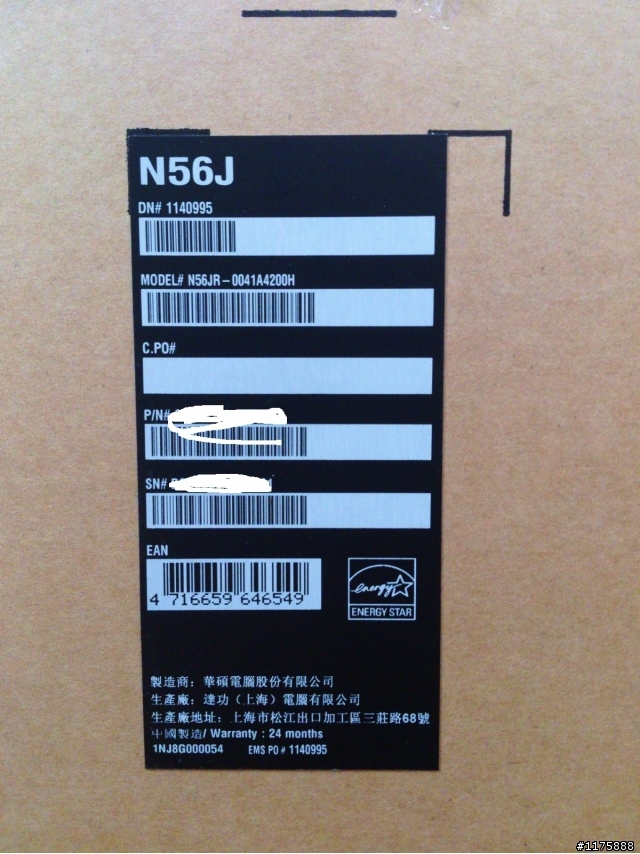 N56J
DN# 1140995
MODEL# N56JR-0041A4200H
C.PO#
P/N#
SN#
EAN
4 716659 646549
energy
ENERGY STAR
製造商：華碩電腦股份有限公司
生產廠：達功（上海）電腦有限公司
生產廠地址：上海市松江出口加工區三莊路68號
中國製造/ Warranty : 24 months
1NJ8G000054 EMS PO # 1140995
#1175888